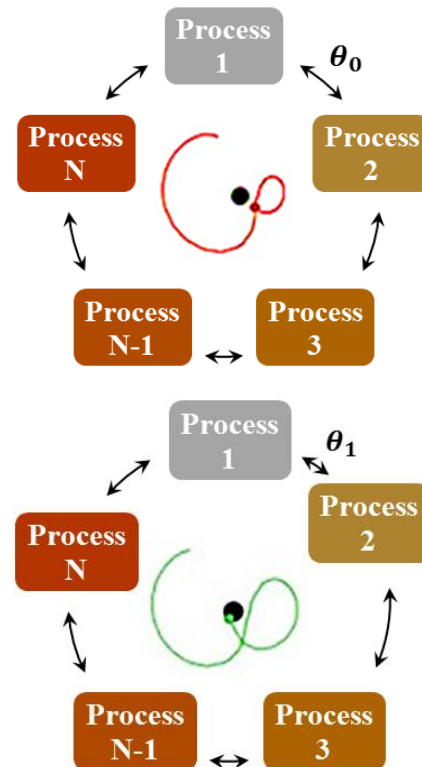 Process
1
θ₀
Process
N
Process
2
Process
N-1
Process
3
Process
1
θ₁
Process
N
Process
2
Process
N-1
Process
3